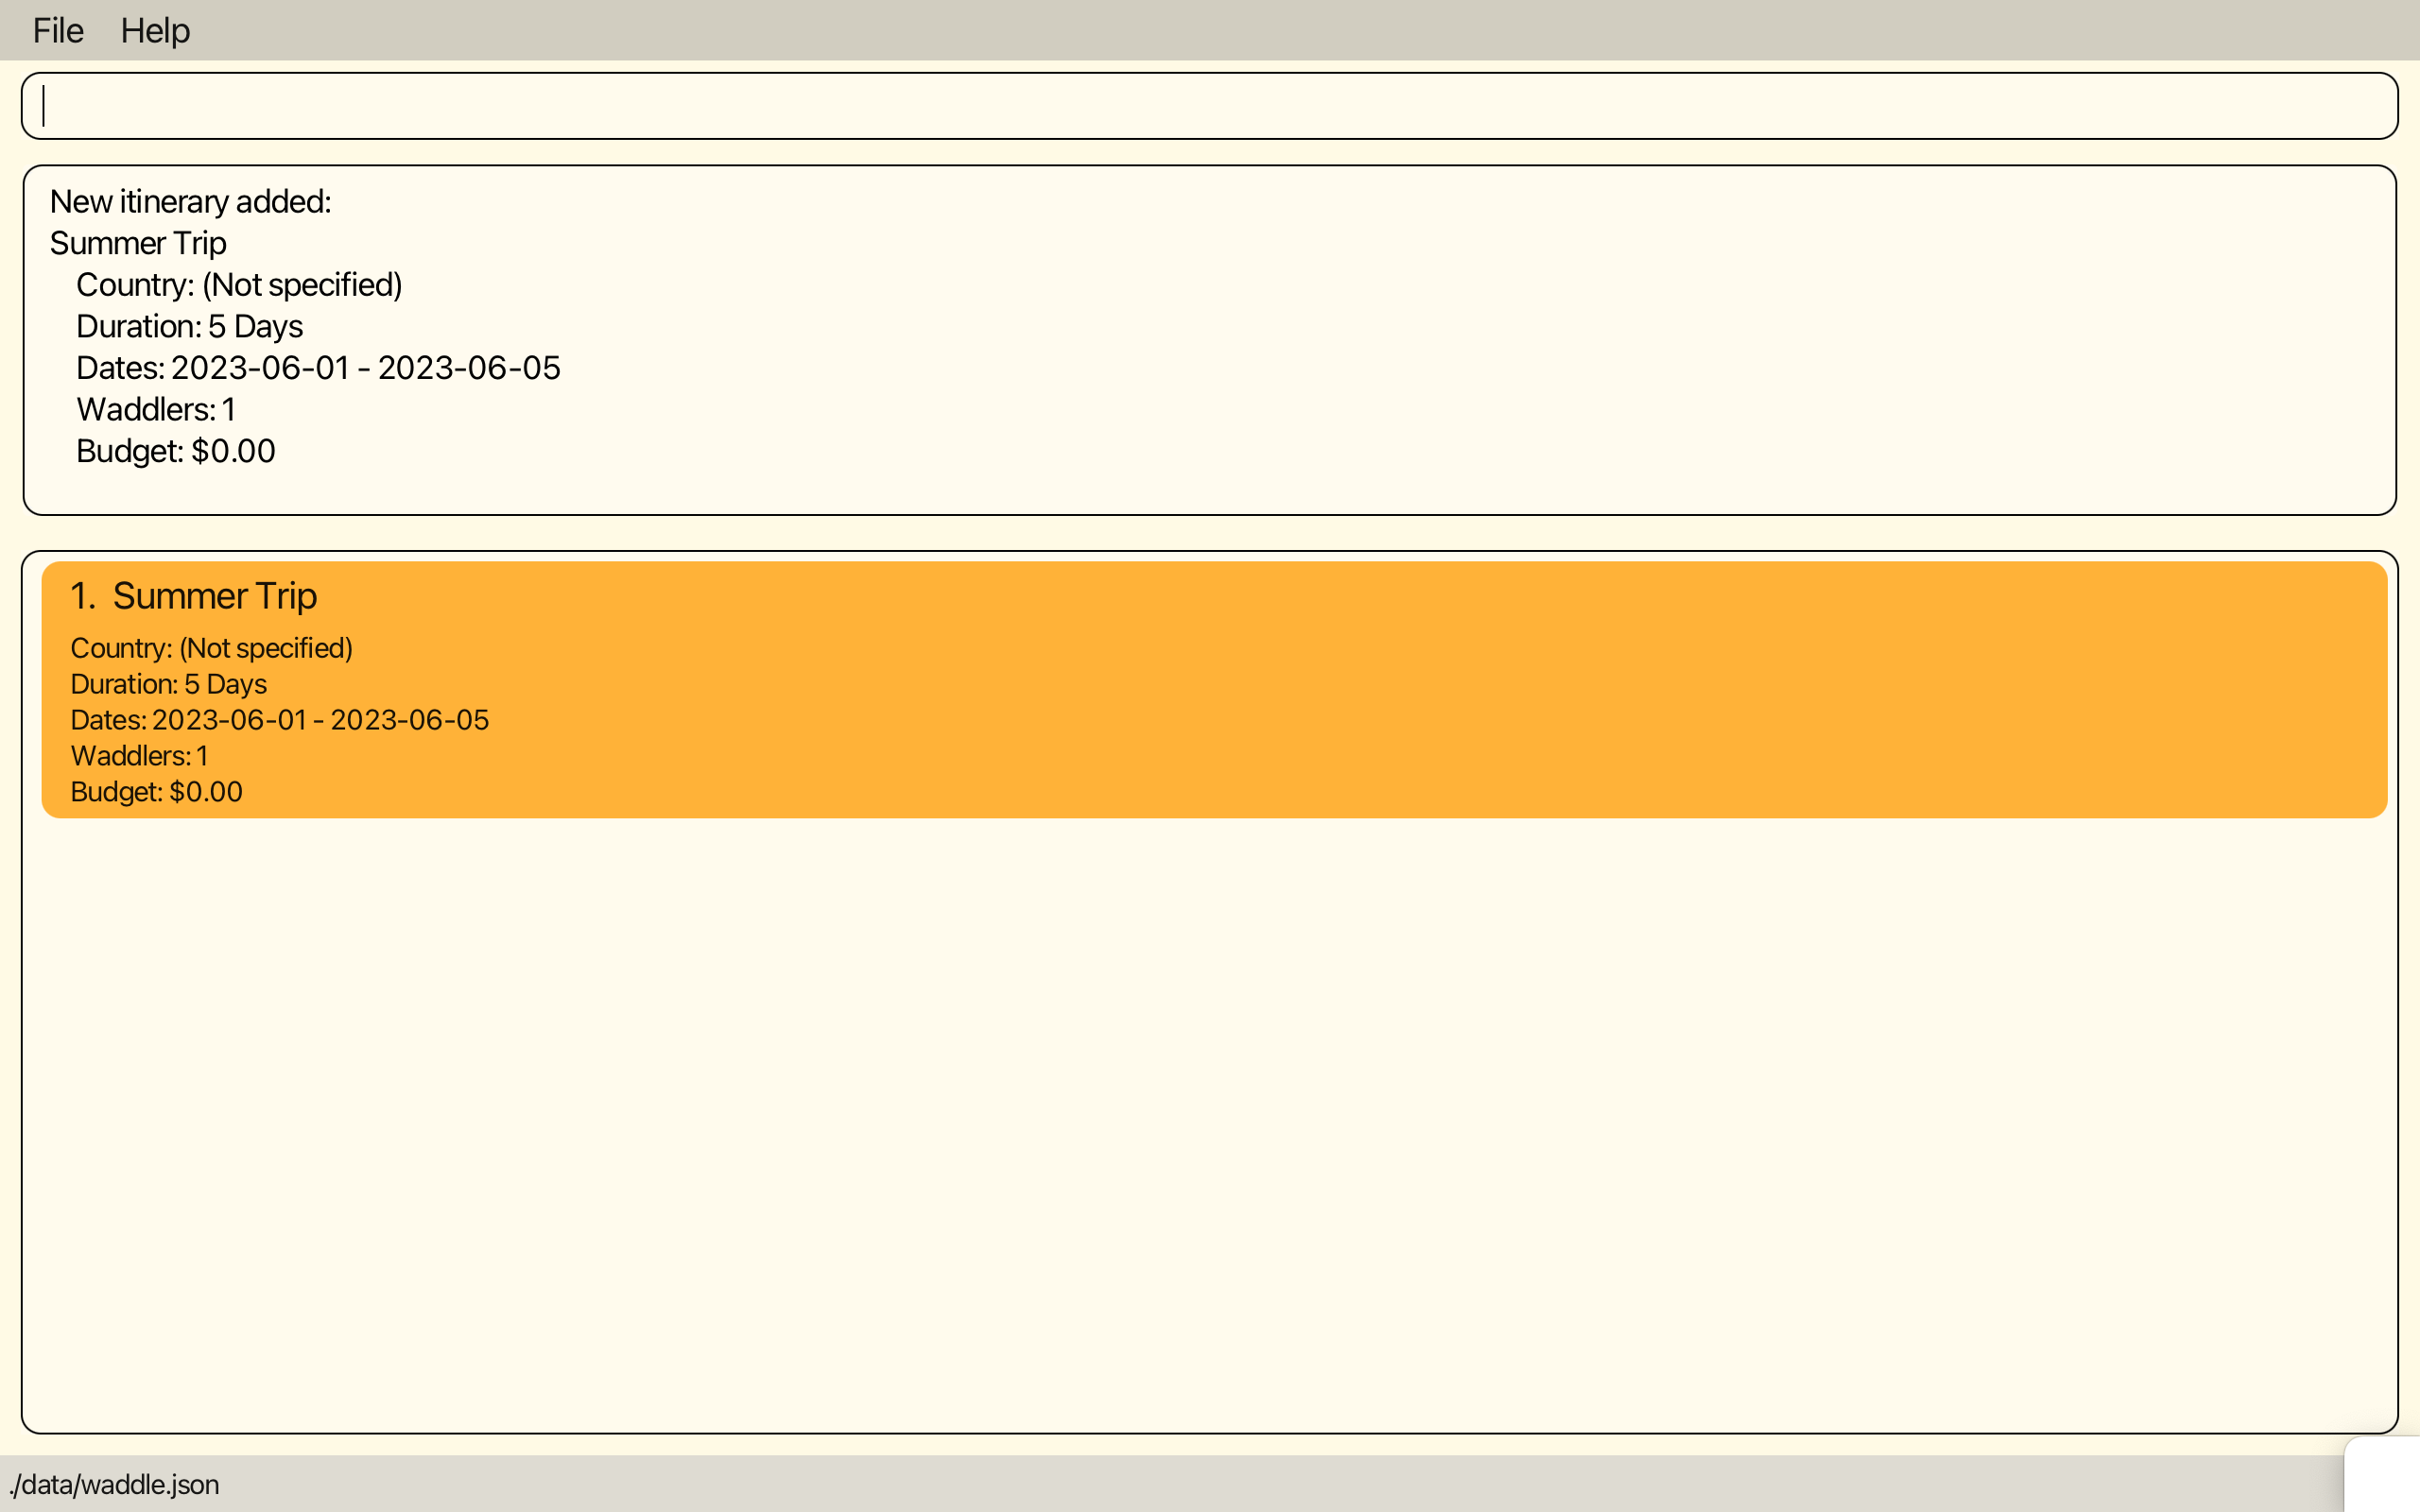 File Help
New itinerary added:
Summer Trip
Country: (Not specified)
Duration: 5 Days
Dates: 2023-06-01 - 2023-06-05
Waddlers: 1
Budget: $0.00
1. Summer Trip
Country: (Not specified)
Duration: 5 Days
Dates: 2023-06-01 - 2023-06-05
Waddlers: 1
Budget: $0.00
./data/waddle.json